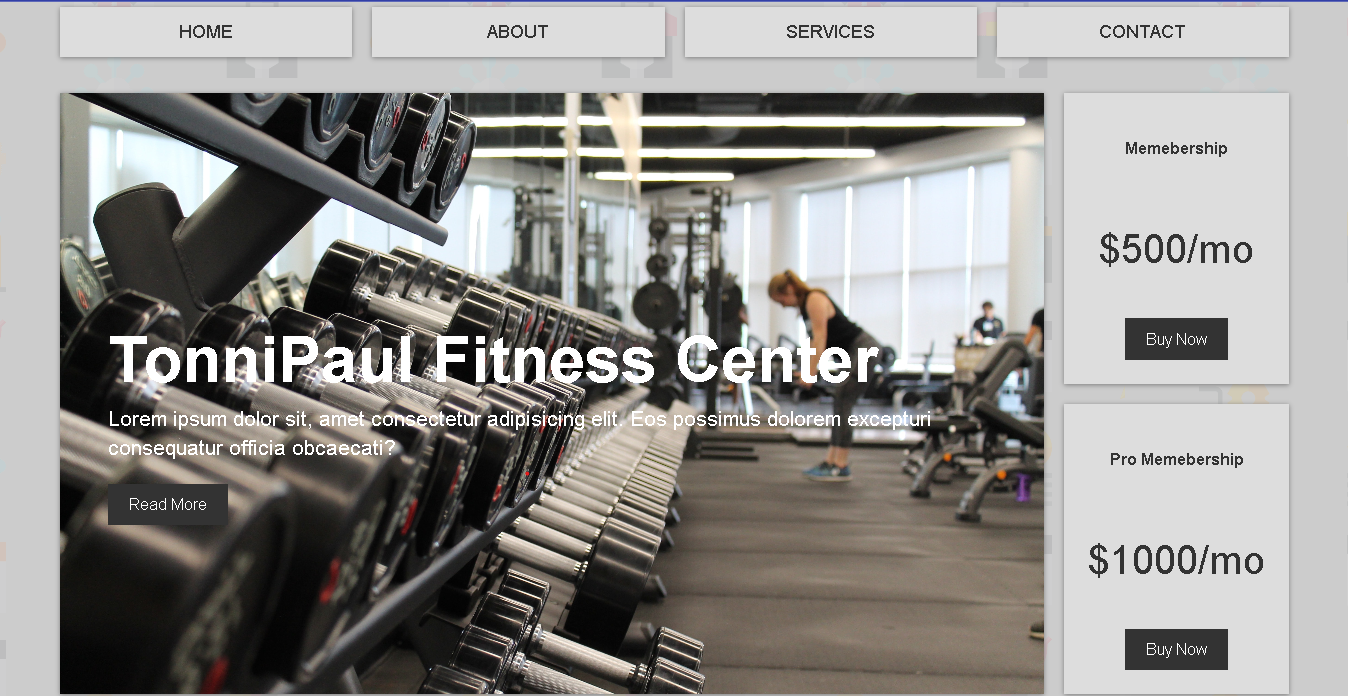 HOME
ABOUT
SERVICES
CONTACT
TonniPaul Fitness Center
Lorem ipsum dolor sit, amet consectetur adipisicing elit. Eos possimus dolorem excepturi
consequatur officia obcaecati?
Read More
Memebership
$500/mo
Buy Now
Pro Memebership
$1000/mo
Buy Now